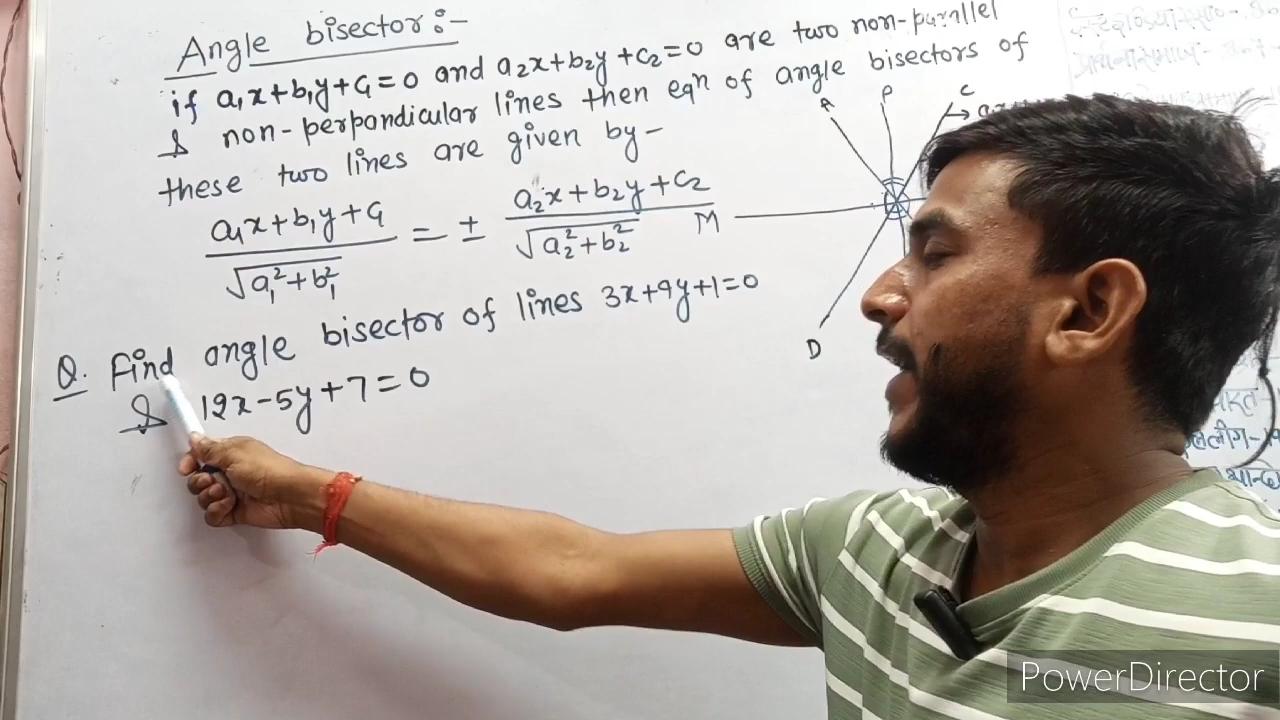 Angle bisector:-
if a₁x+b₁y+c₁=0 and a₂x+b₂y+c₂=0 are two non-parallel
& non-perpandicular lines then eqⁿ of angle bisectors of
these two lines are given by-
(a₁x+b₁y+c₁)/√(a₁²+b₁²) = ± (a₂x+b₂y+c₂)/√(a₂²+b₂²)
A P C
M
D
Q. Find angle bisector of lines 3x+4y+1=0
& 12x-5y+7=0
PowerDirector